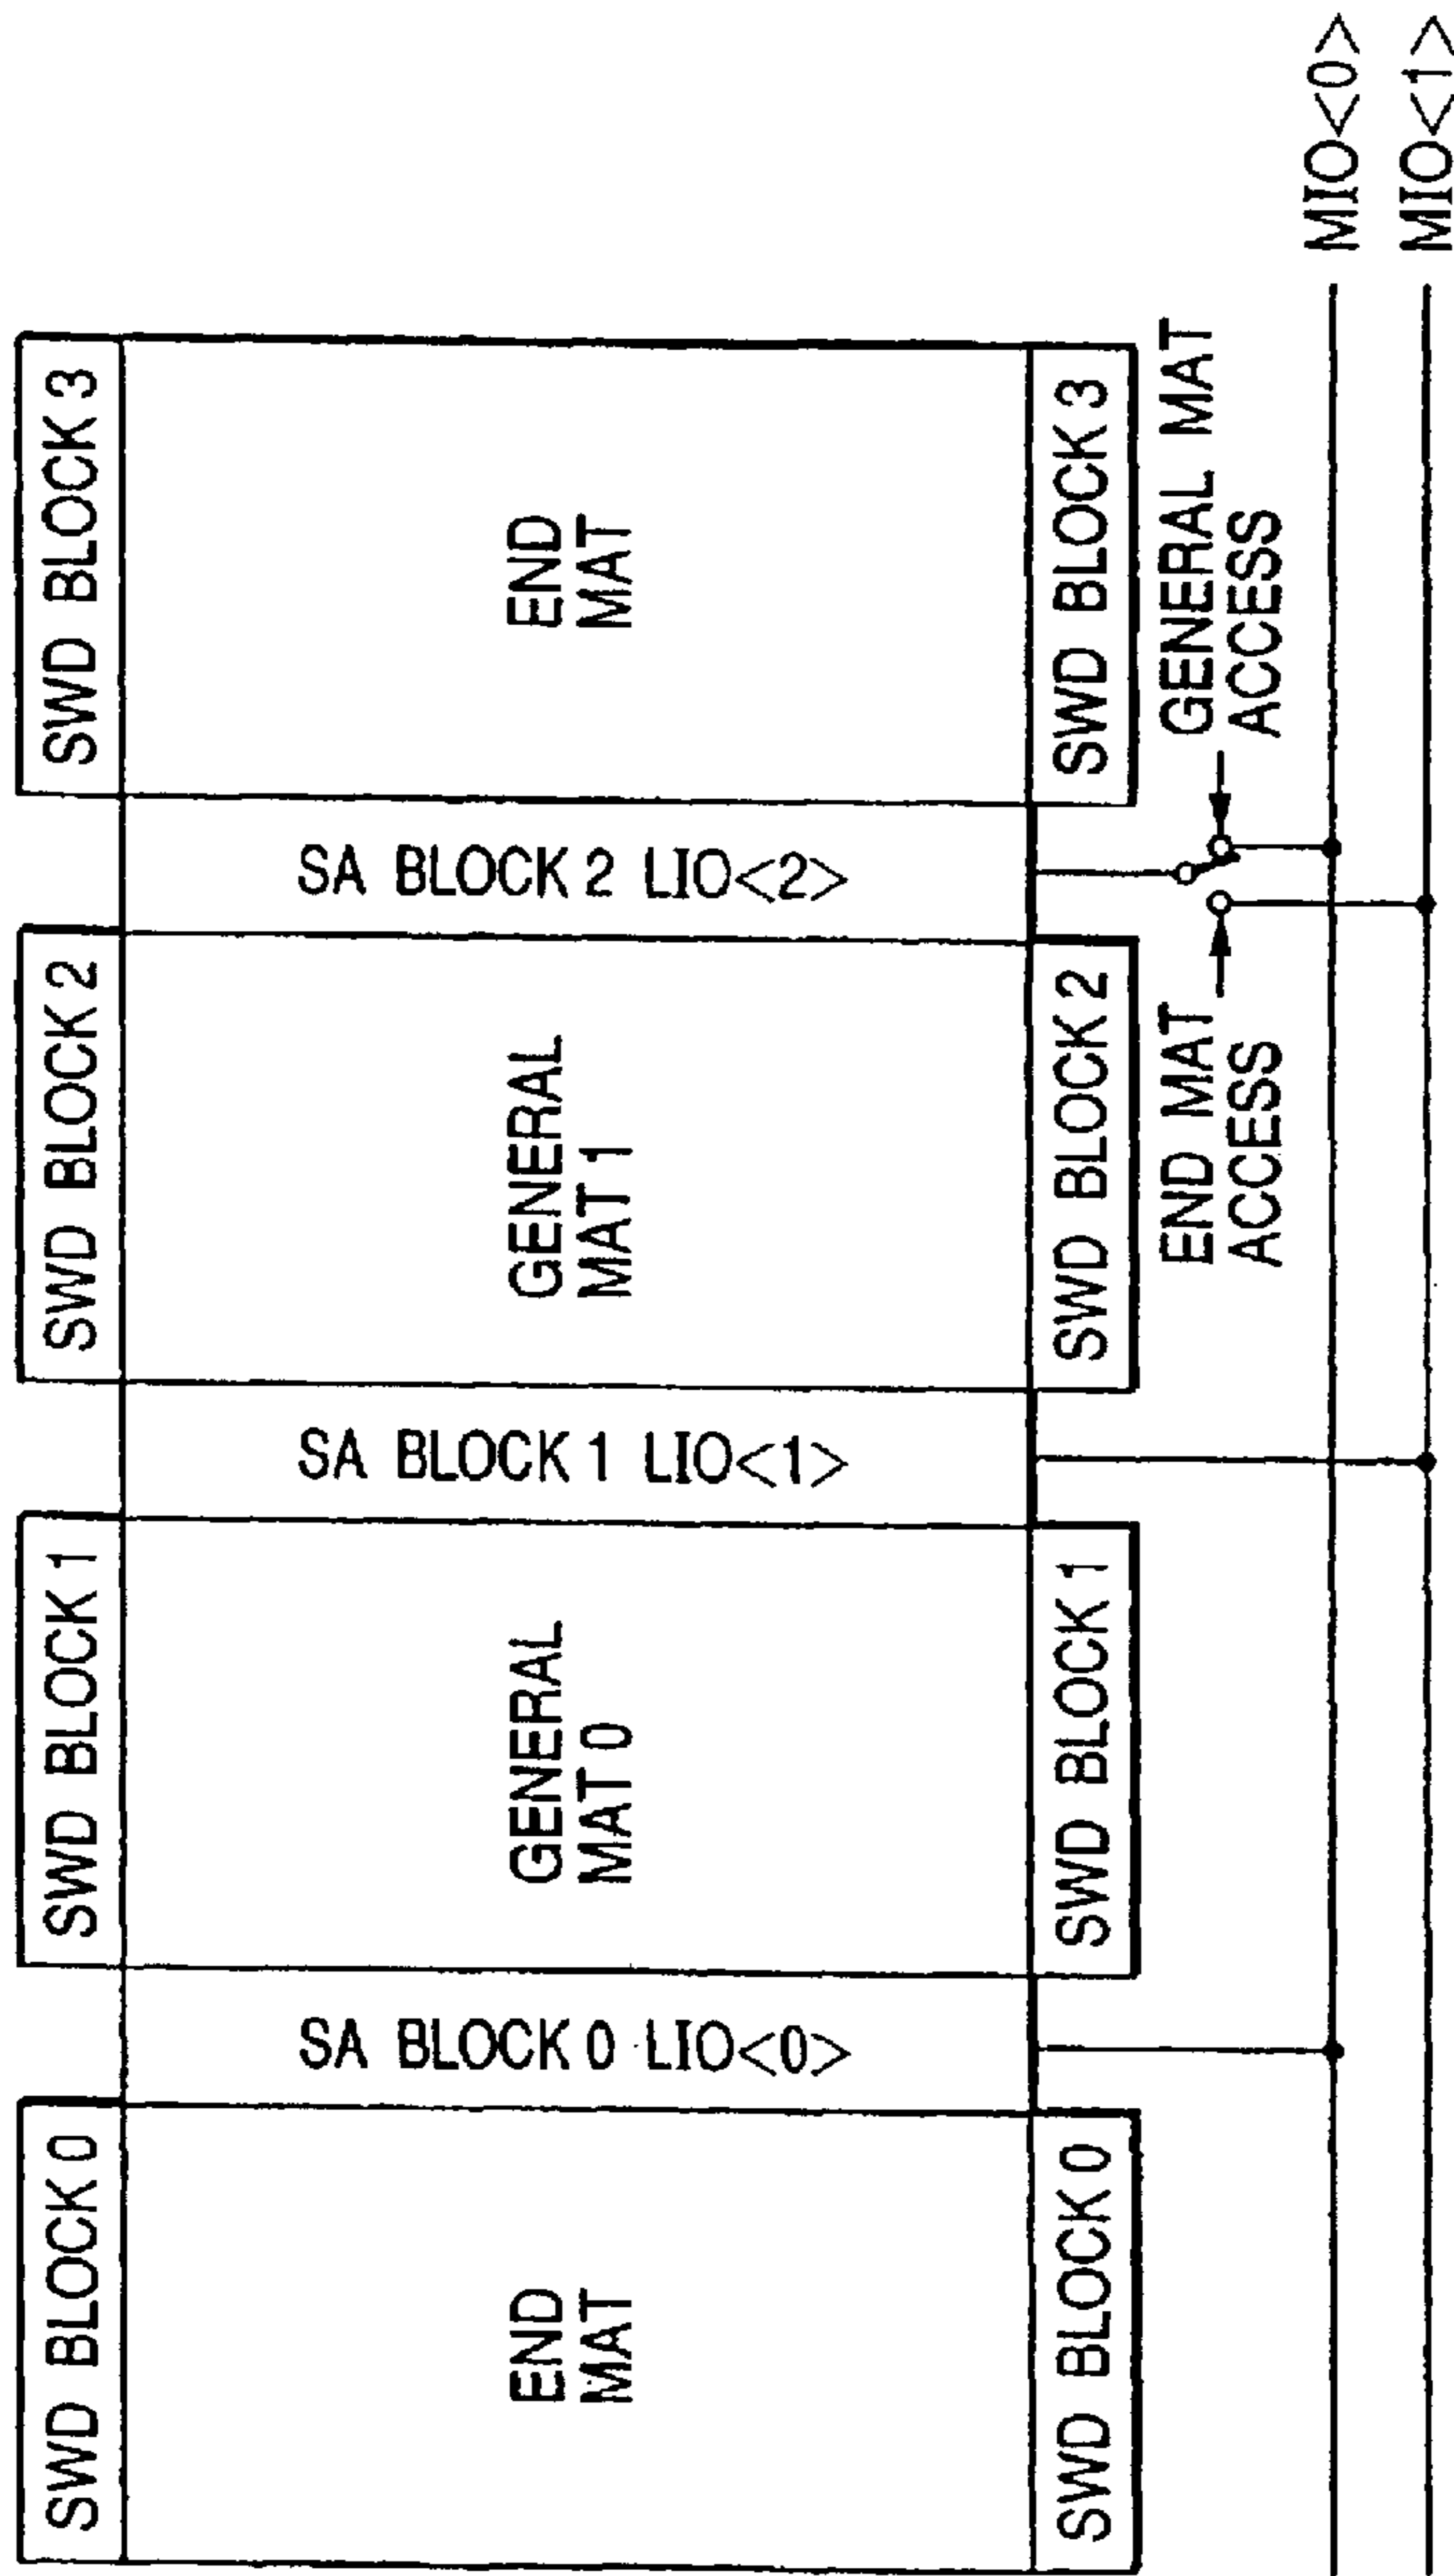 SWD BLOCK 0
SWD BLOCK 1
SWD BLOCK 2
SWD BLOCK 3
END
MAT
SA BLOCK 0 LIO<0>
GENERAL
MAT 0
SA BLOCK 1 LIO<1>
GENERAL
MAT 1
SA BLOCK 2 LIO<2>
END
MAT
SWD BLOCK 0
SWD BLOCK 1
SWD BLOCK 2
SWD BLOCK 3
END MAT
ACCESS
GENERAL MAT
ACCESS
MIO<0>
MIO<1>